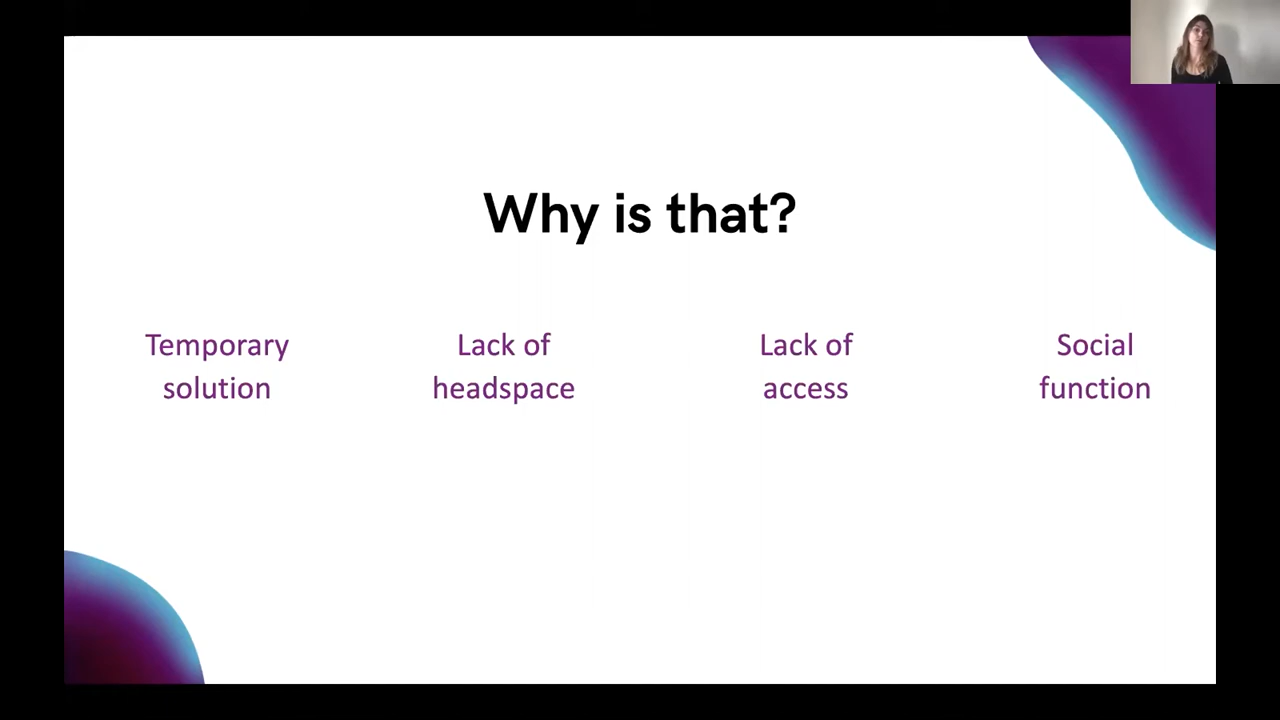 Why is that?
Temporary
solution
Lack of
headspace
Lack of
access
Social
function